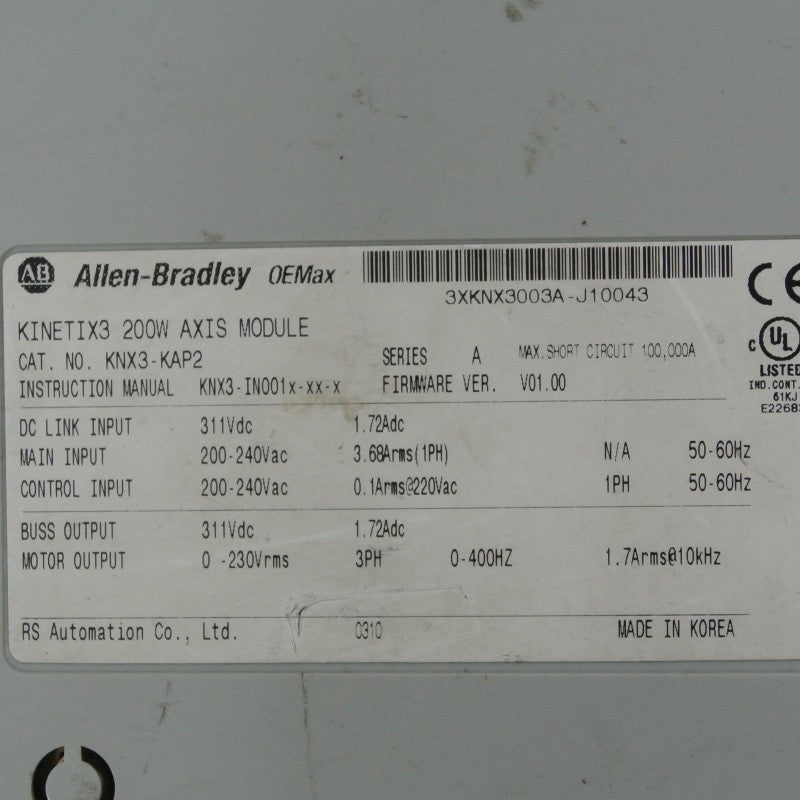 AB Allen-Bradley OEMax
3XKNX3003A-J10043
KINETIX3 200W AXIS MODULE
CAT. NO. KNX3-KAP2 SERIES A MAX.SHORT CIRCUIT 100,000A
INSTRUCTION MANUAL KNX3-IN001x-xx-x FIRMWARE VER. V01.00
CE
C UL
LISTED
IND.CONT.
61KJ
E2268
DC LINK INPUT 311Vdc 1.72Adc
MAIN INPUT 200-240Vac 3.68Arms(1PH) N/A 50-60Hz
CONTROL INPUT 200-240Vac 0.1Arms@220Vac 1PH 50-60Hz
BUSS OUTPUT 311Vdc 1.72Adc
MOTOR OUTPUT 0 -230Vrms 3PH 0-400HZ 1.7Arms@10kHz
RS Automation Co., Ltd. 0310 MADE IN KOREA